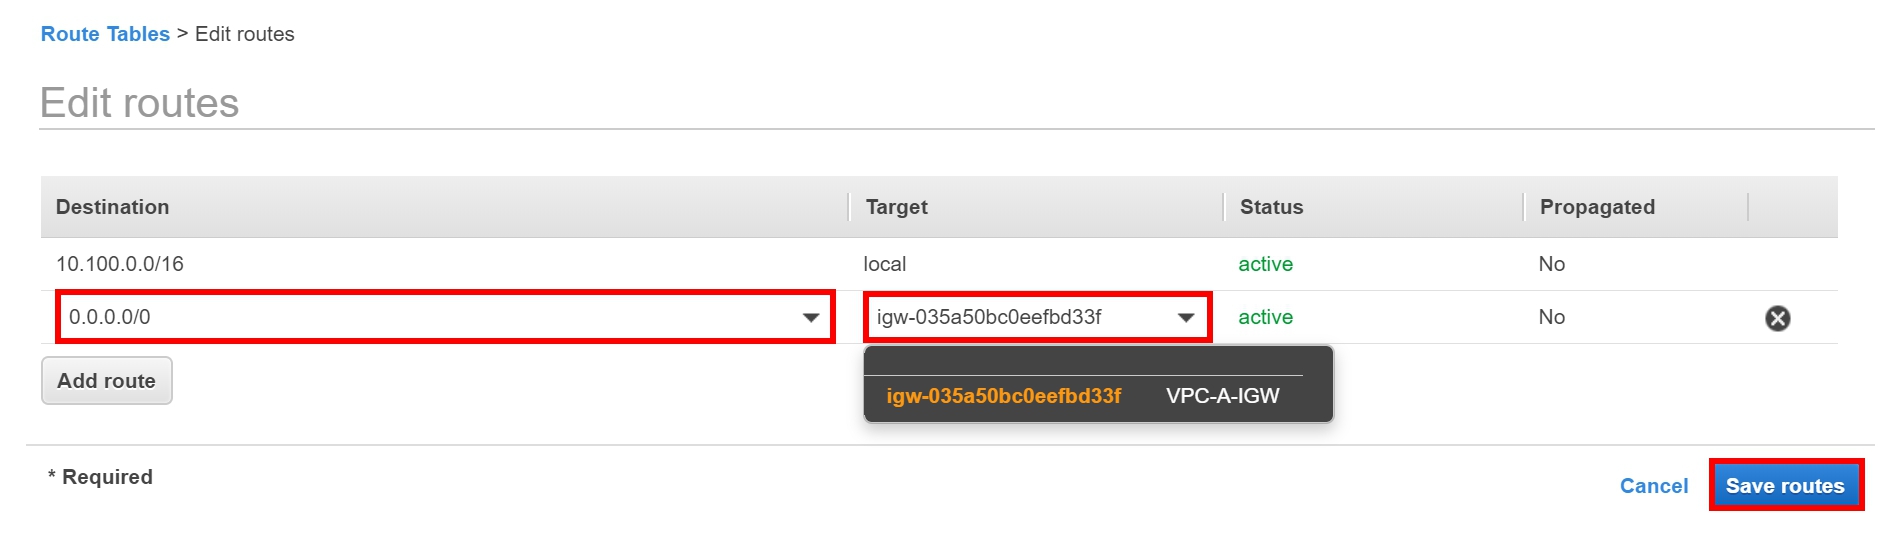 Route Tables > Edit routes
Edit routes
Destination Target Status Propagated
10.100.0.0/16 local active No
0.0.0.0/0 igw-035a50bc0eefbd33f active No
Add route
igw-035a50bc0eefbd33f VPC-A-IGW
* Required
Cancel Save routes